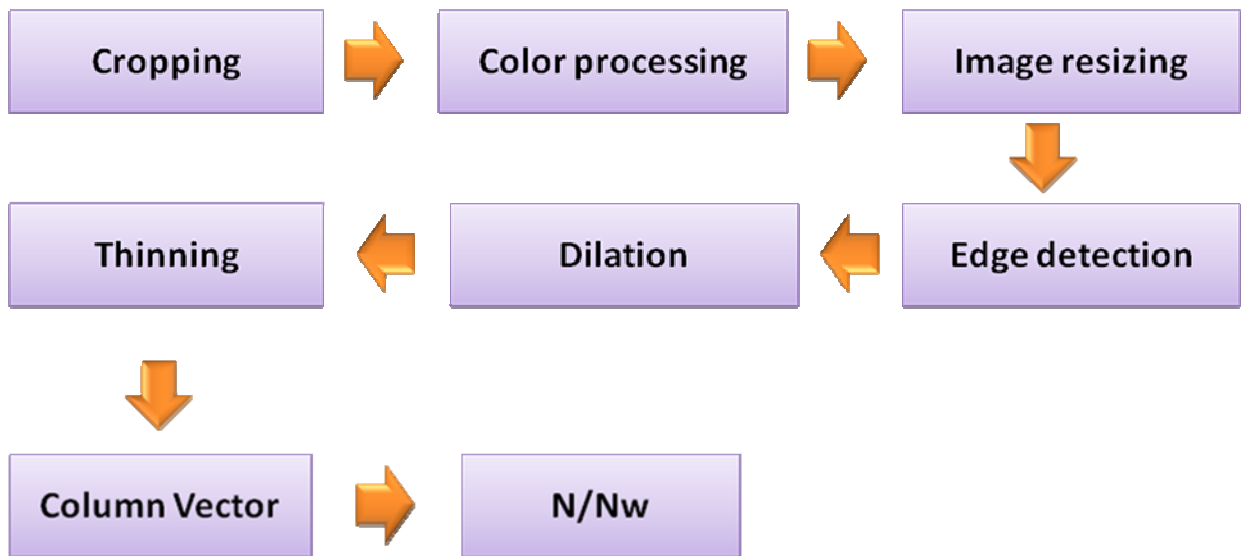 Cropping
Color processing
Image resizing
Edge detection
Dilation
Thinning
Column Vector
N/Nw